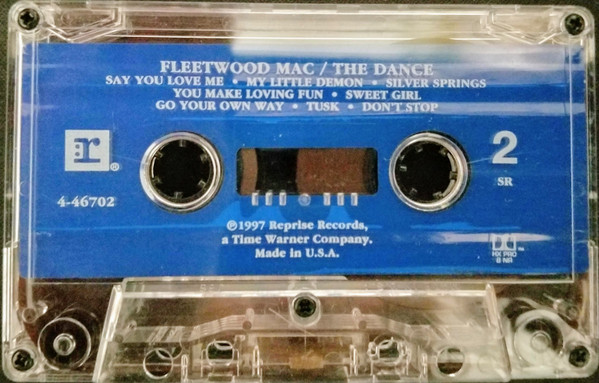 FLEETWOOD MAC / THE DANCE
SAY YOU LOVE ME • MY LITTLE DEMON • SILVER SPRINGS
YOU MAKE LOVING FUN • SWEET GIRL
GO YOUR OWN WAY • TUSK • DON'T STOP
r®
2
4-46702
SR
℗1997 Reprise Records,
a Time Warner Company.
Made in U.S.A.
HX PRO
B NR